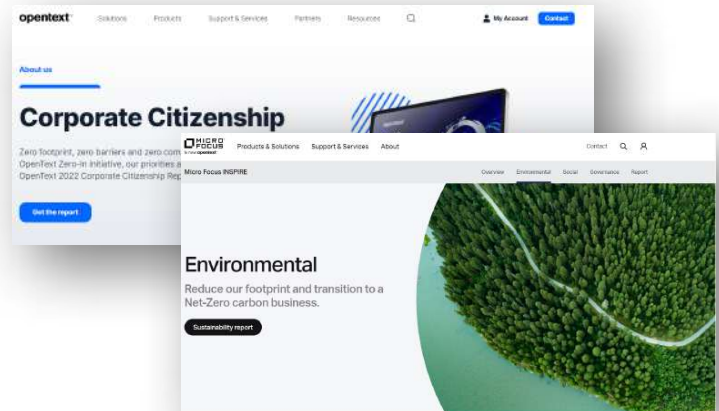 opentext™
Solutions Products Support & Services Partners Resources My Account Contact
About us
Corporate Citizenship
Zero footprint, zero barriers and zero com
OpenText Zero-In Initiative, our priorities a
OpenText 2022 Corporate Citizenship Rep
Get the report
MICRO FOCUS
Products & Solutions Support & Services About Contact
Micro Focus INSPIRE
Overview Environmental Social Governance Report
Environmental
Reduce our footprint and transition to a
Net-Zero carbon business.
Sustainability report